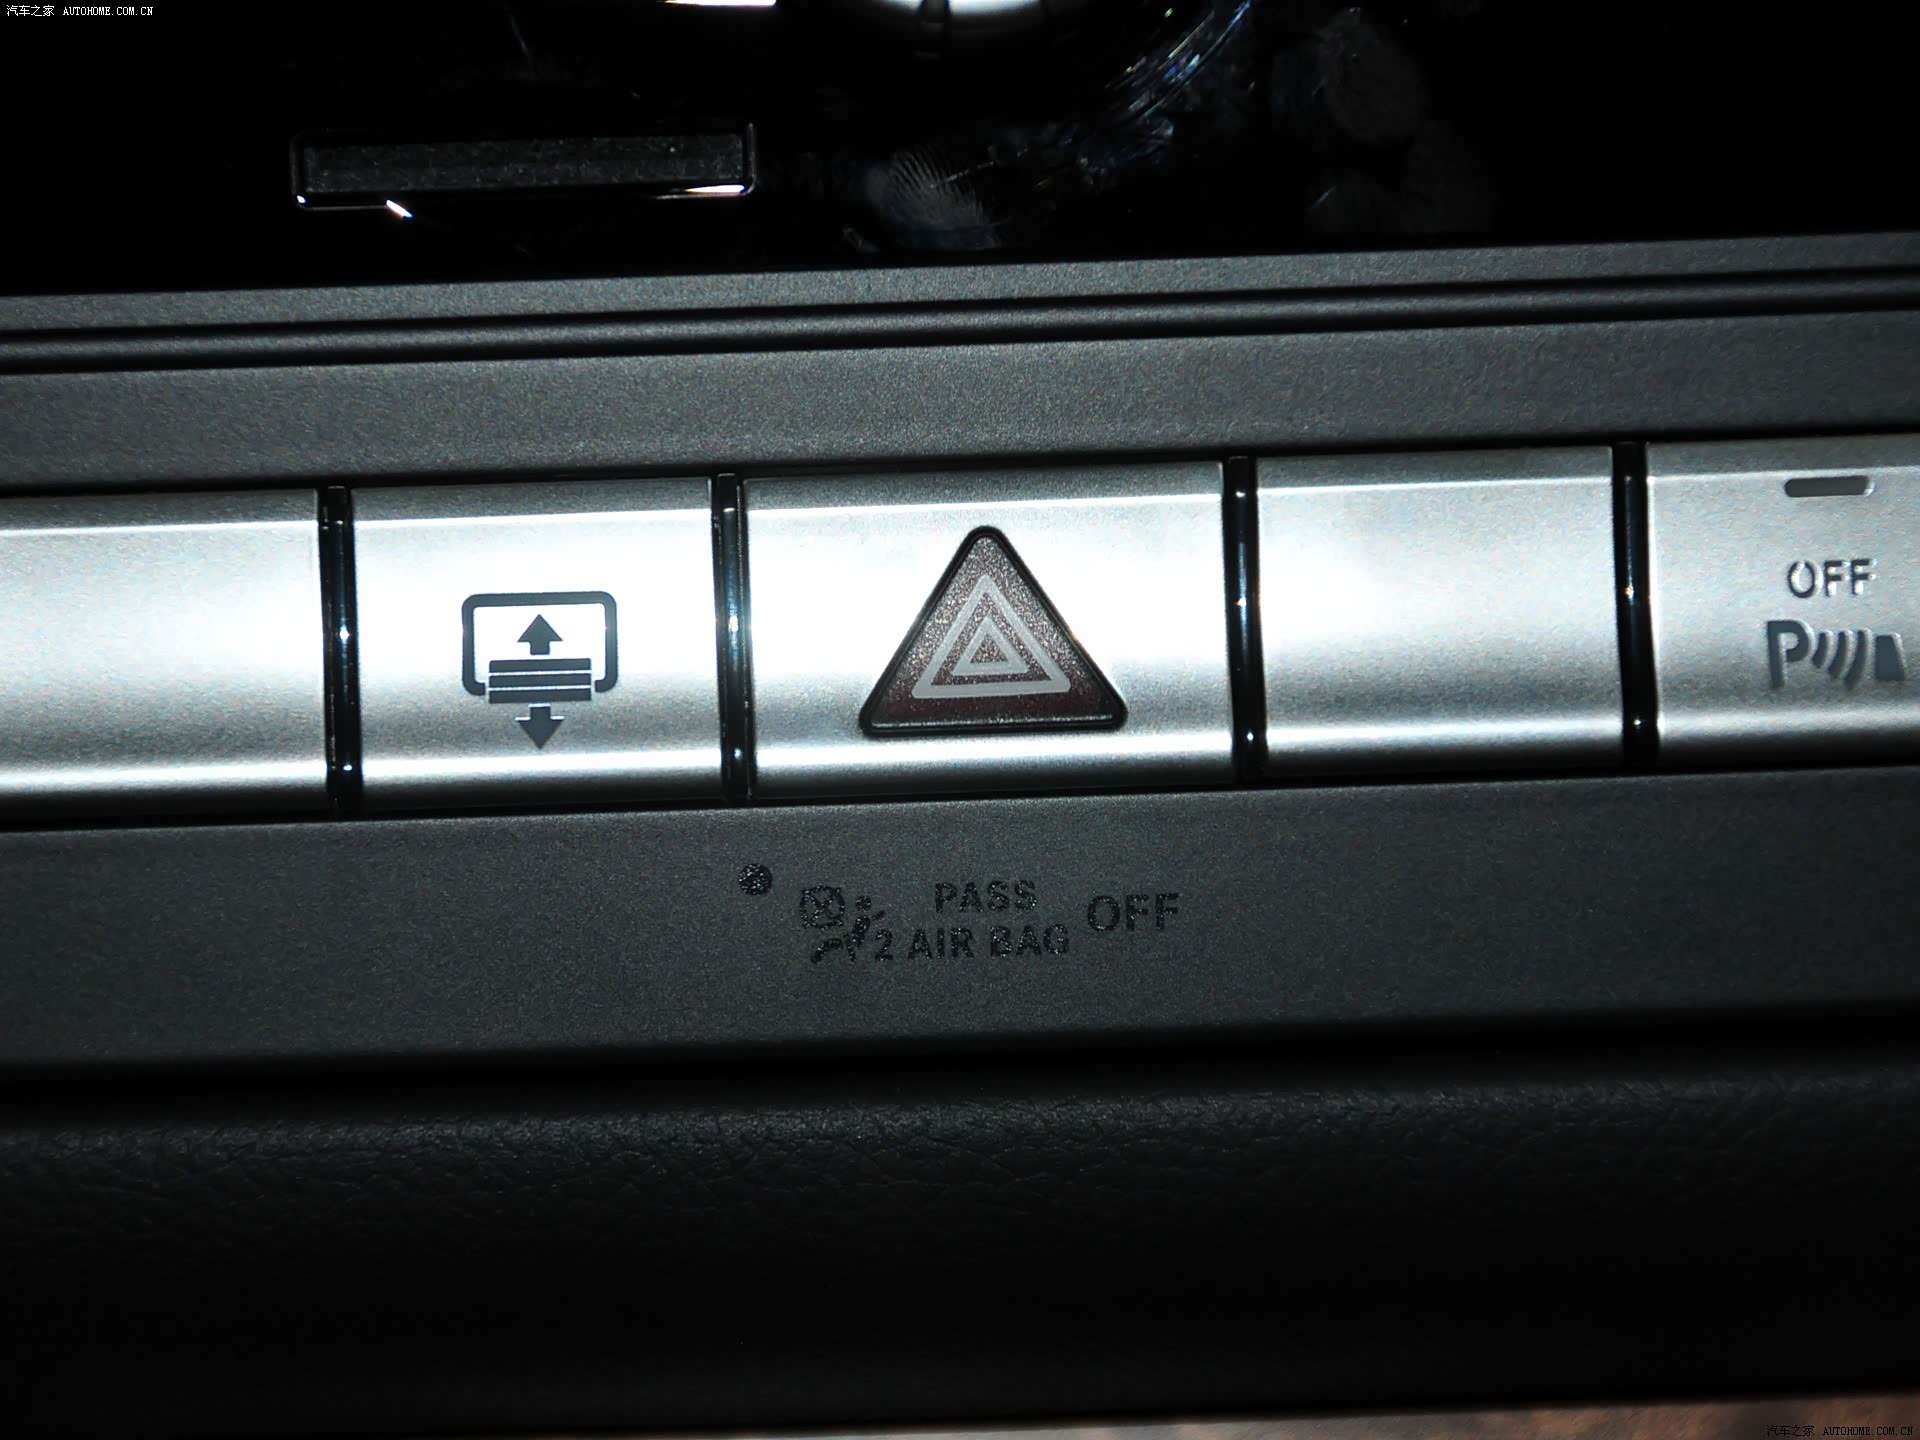 汽车之家 AUTOHOME.COM.CN
OFF
P
PASS
2 AIR BAG OFF
汽车之家 AUTOHOME.COM.CN